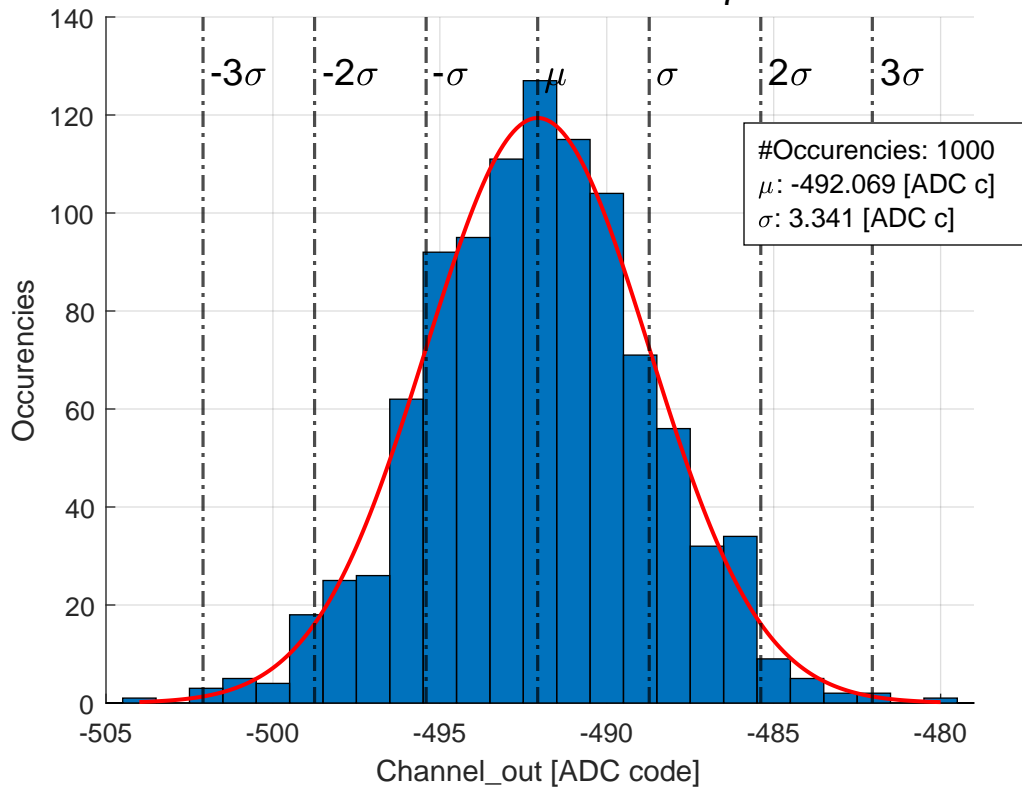 140
120
100
80
60
40
20
0
-505
-500
-495
-490
-485
-480
Occurencies
Channel_out [ADC code]
-3σ
-2σ
-σ
μ
σ
2σ
3σ
#Occurencies: 1000
μ: -492.069 [ADC c]
σ: 3.341 [ADC c]